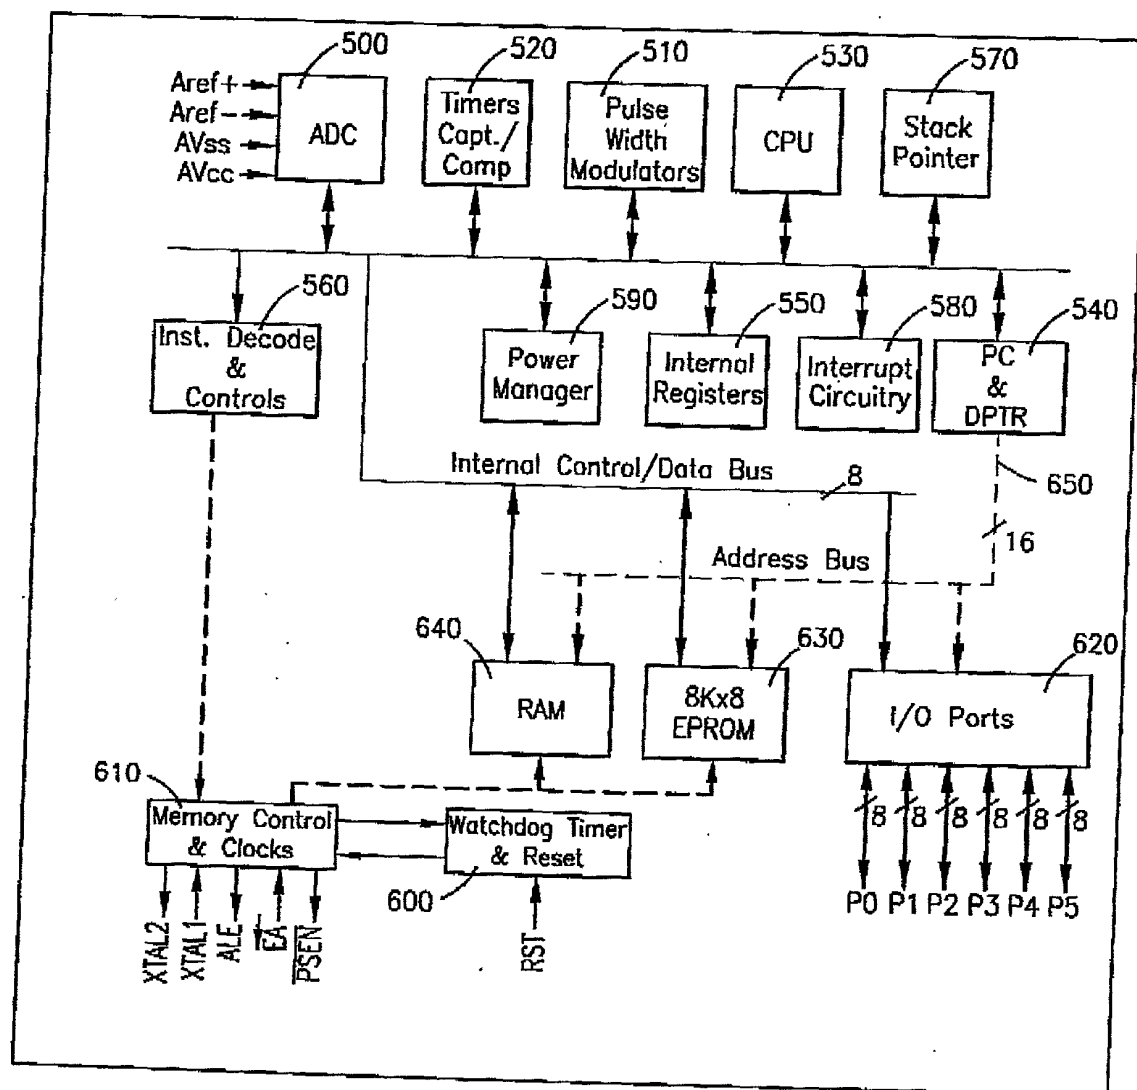 500
520
510
530
570
Aref+
Aref-
AVss
AVcc
ADC
Timers
Capt./
Comp
Pulse
Width
Modulators
CPU
Stack
Pointer
560
590
550
580
540
Inst. Decode
&
Controls
Power
Manager
Internal
Registers
Interrupt
Circuitry
PC
&
DPTR
Internal Control/Data Bus
8
650
16
Address Bus
640
630
620
RAM
8Kx8
EPROM
I/O Ports
610
Memory Control
& Clocks
Watchdog Timer
& Reset
600
8 8 8 8 8 8
P0 P1 P2 P3 P4 P5
XTAL2
XTAL1
ALE
EA
PSEN
RST